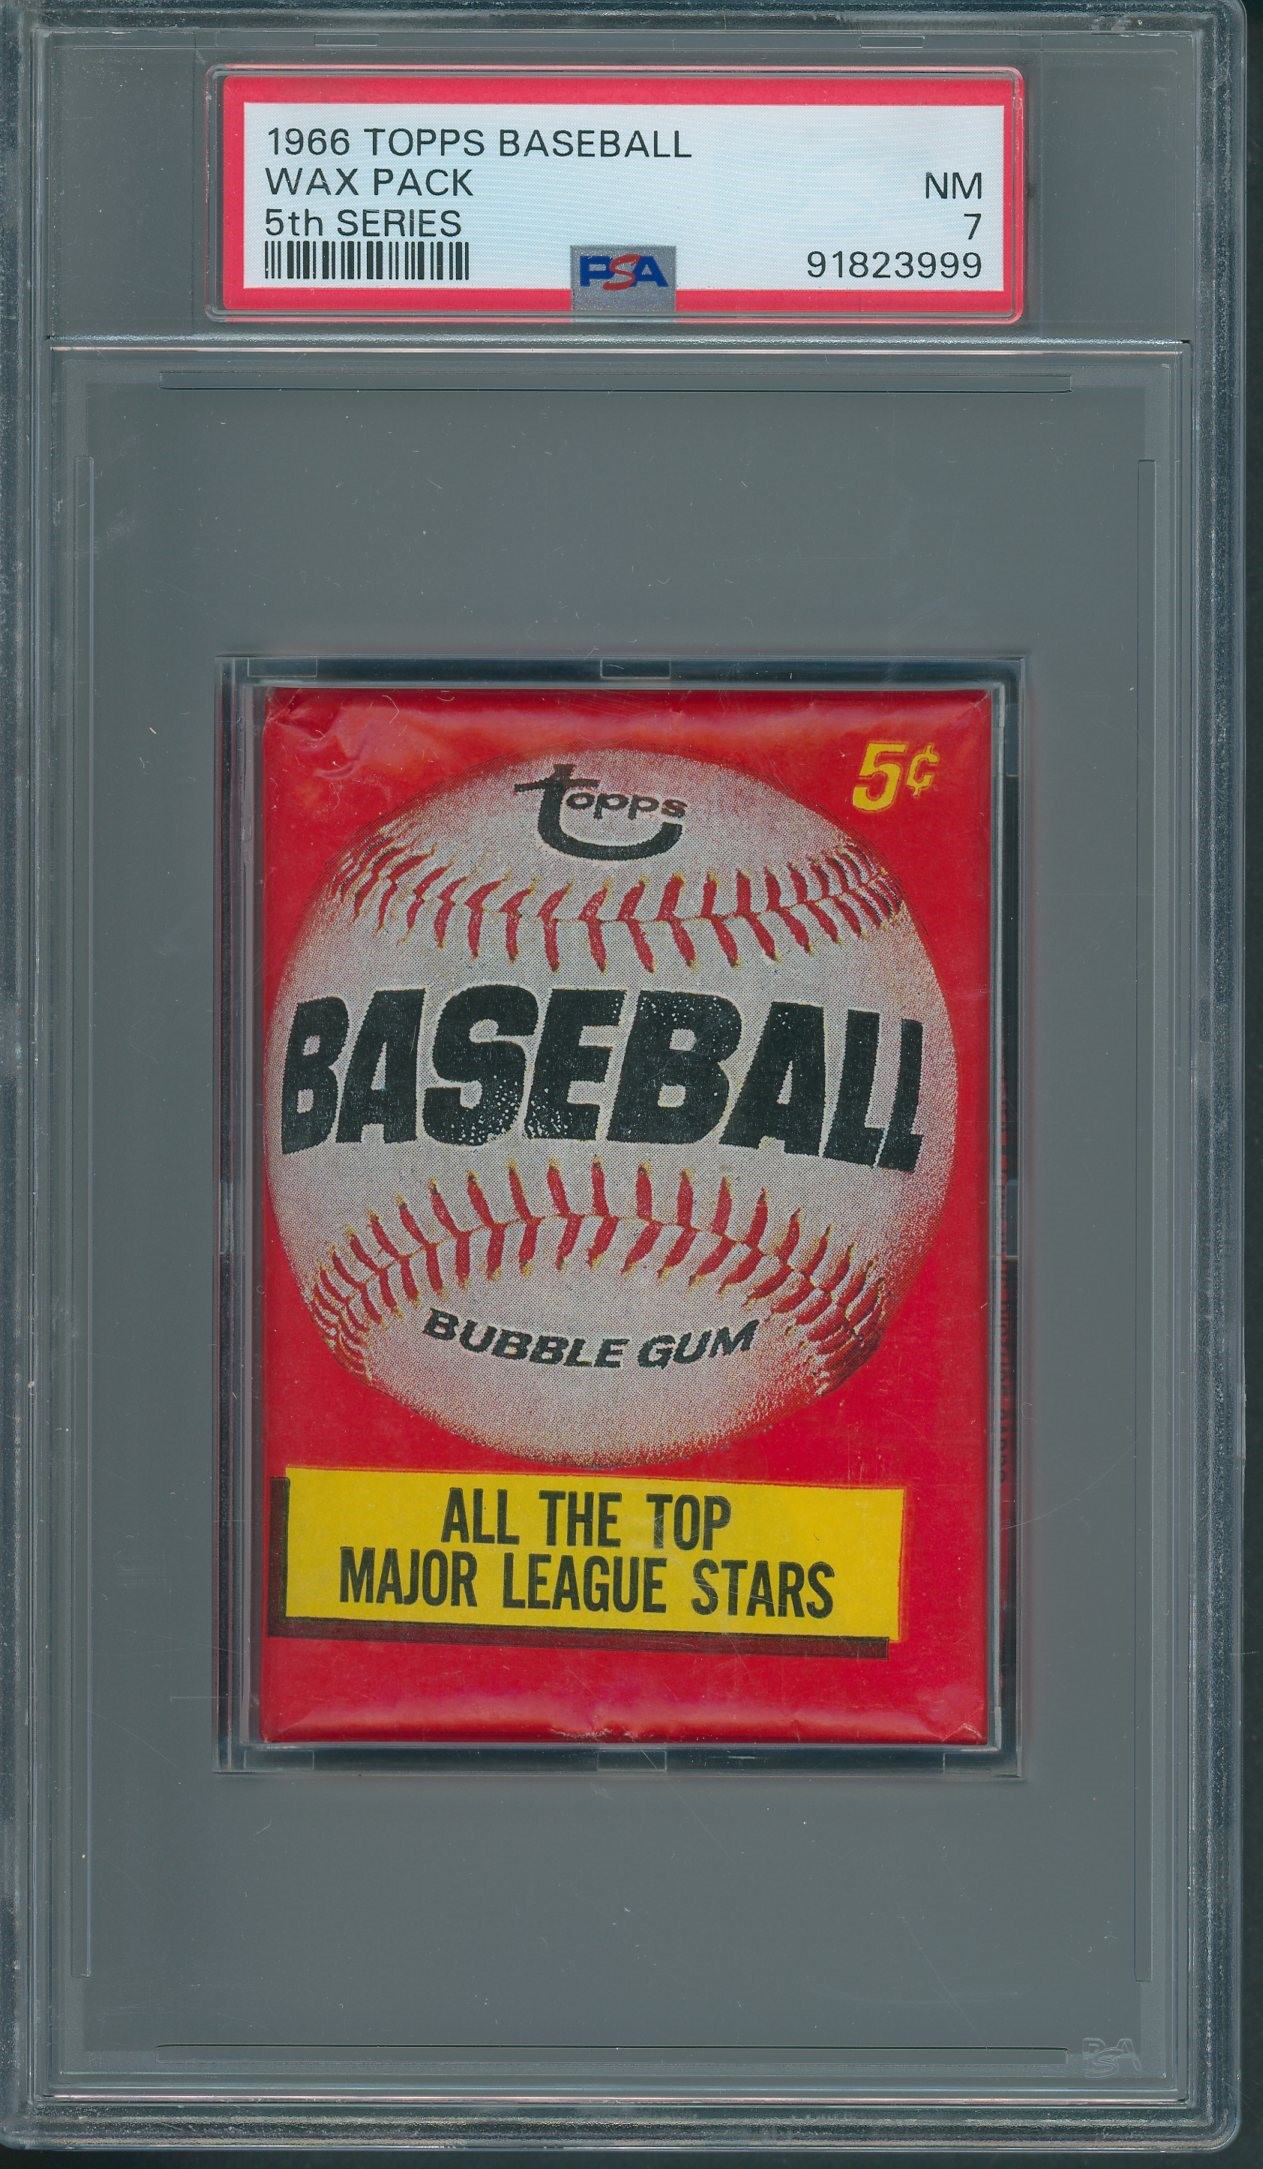 1966 TOPPS BASEBALL
WAX PACK
NM
5th SERIES
7
PSA
91823999
5¢
topps
BASEBALL
BUBBLE GUM
ALL THE TOP
MAJOR LEAGUE STARS
PSA